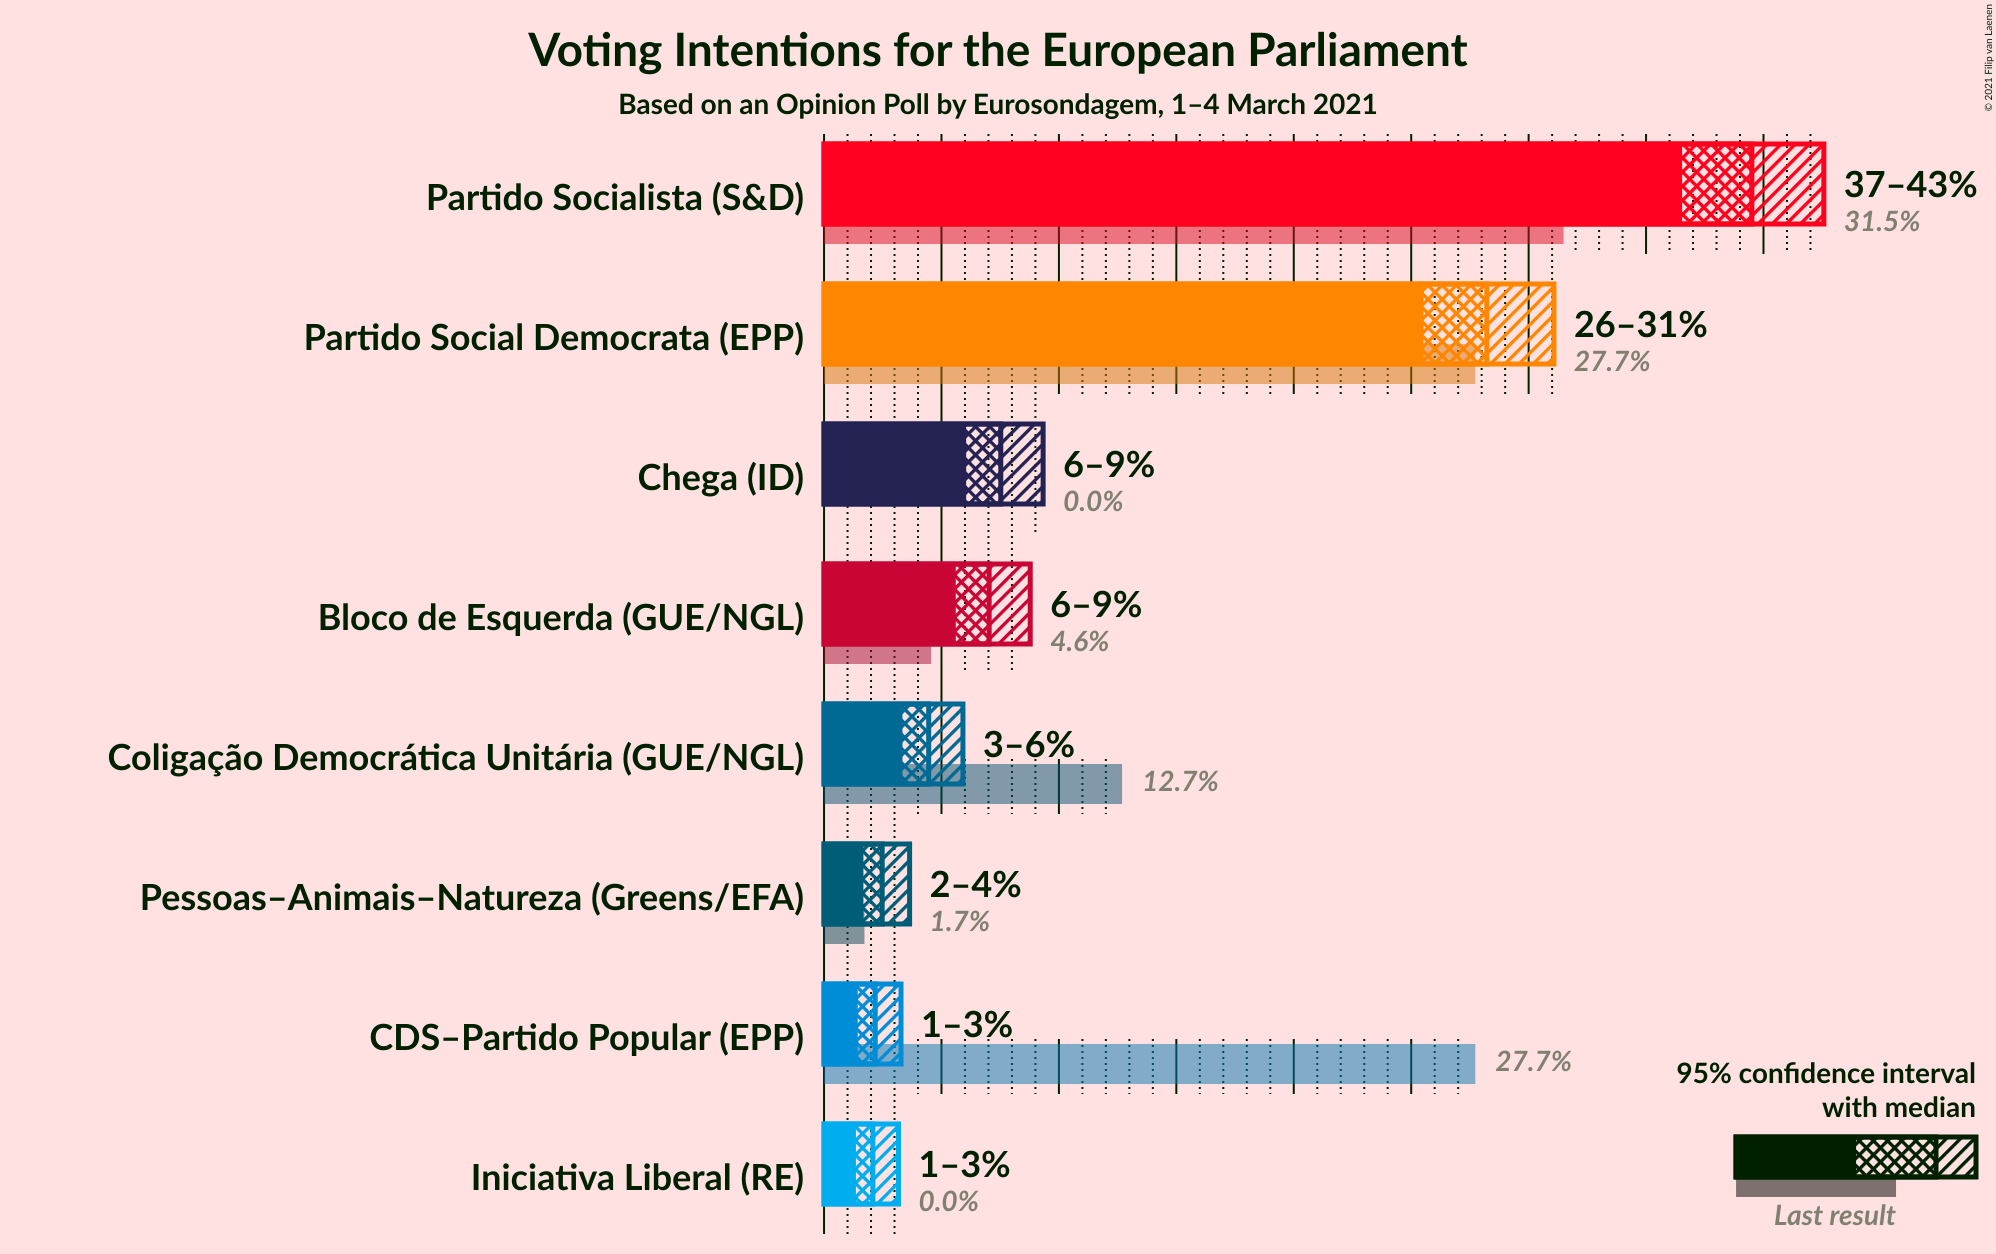 Voting Intentions for the European Parliament
Based on an Opinion Poll by Eurosondagem, 1–4 March 2021
© 2021 Filip van Laenen
Partido Socialista (S&D)
37–43%
31.5%
Partido Social Democrata (EPP)
26–31%
27.7%
Chega (ID)
6–9%
0.0%
Bloco de Esquerda (GUE/NGL)
6–9%
4.6%
Coligação Democrática Unitária (GUE/NGL)
3–6%
12.7%
Pessoas–Animais–Natureza (Greens/EFA)
2–4%
1.7%
CDS–Partido Popular (EPP)
1–3%
27.7%
Iniciativa Liberal (RE)
1–3%
0.0%
95% confidence interval
with median
Last result